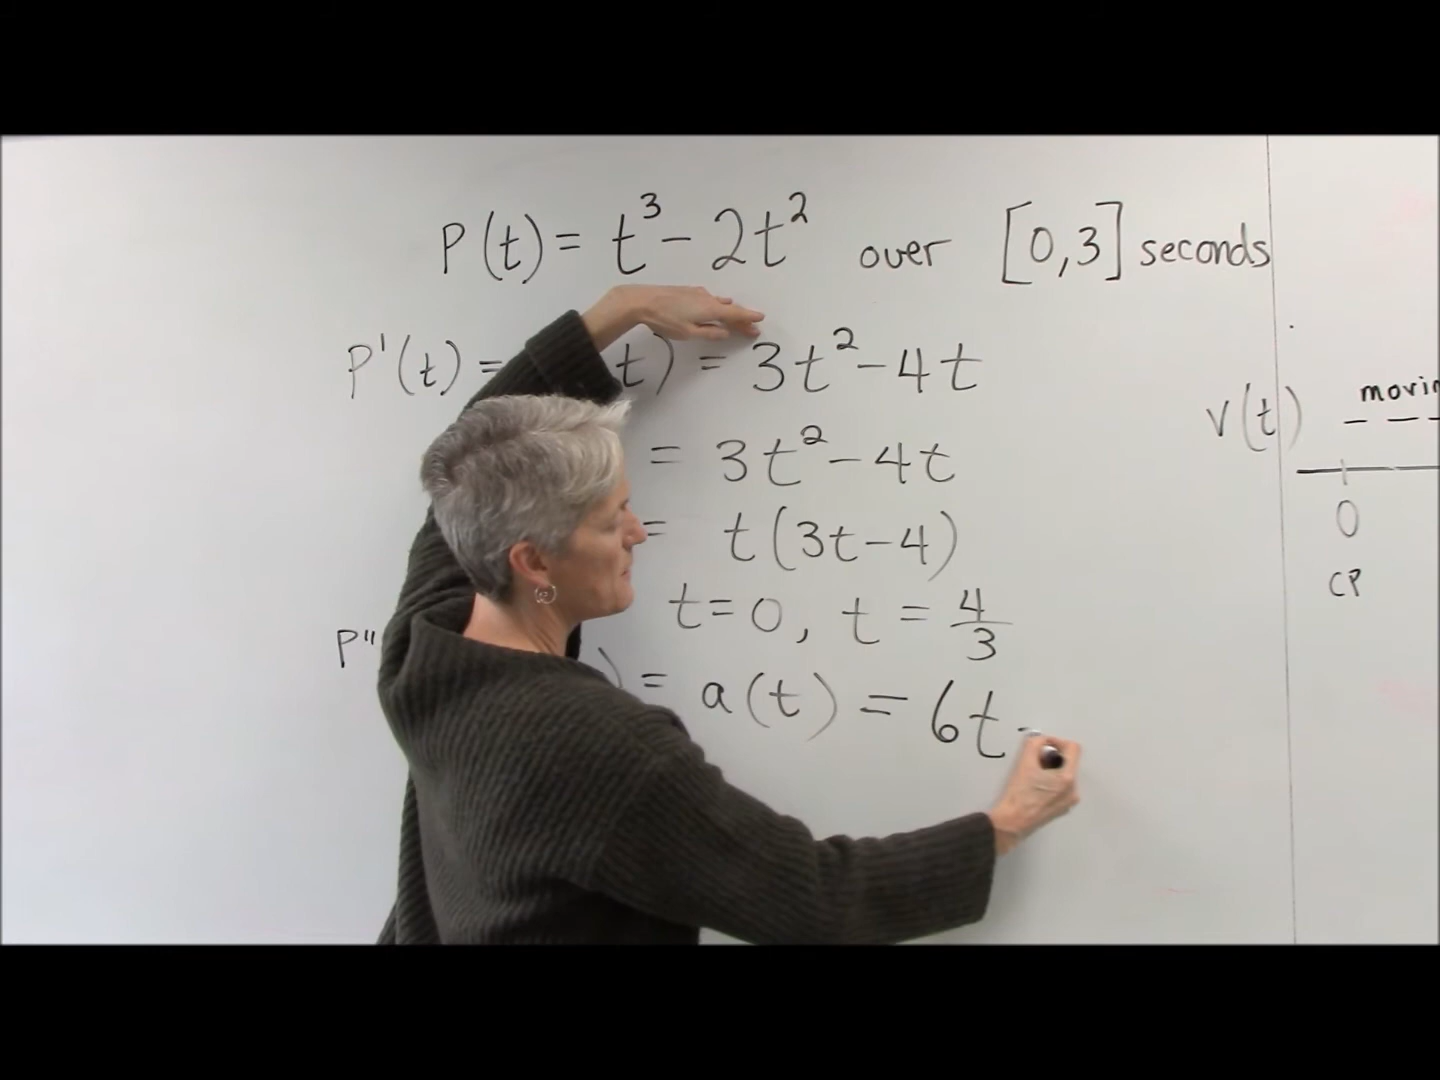 P(t) = t³ - 2t² over [0,3] seconds
P'(t) = t) = 3t² - 4t
= 3t² - 4t
= t(3t - 4)
t = 0, t = 4/3
P'' ) = a(t) = 6t -
V(t) --- movin
0
CP